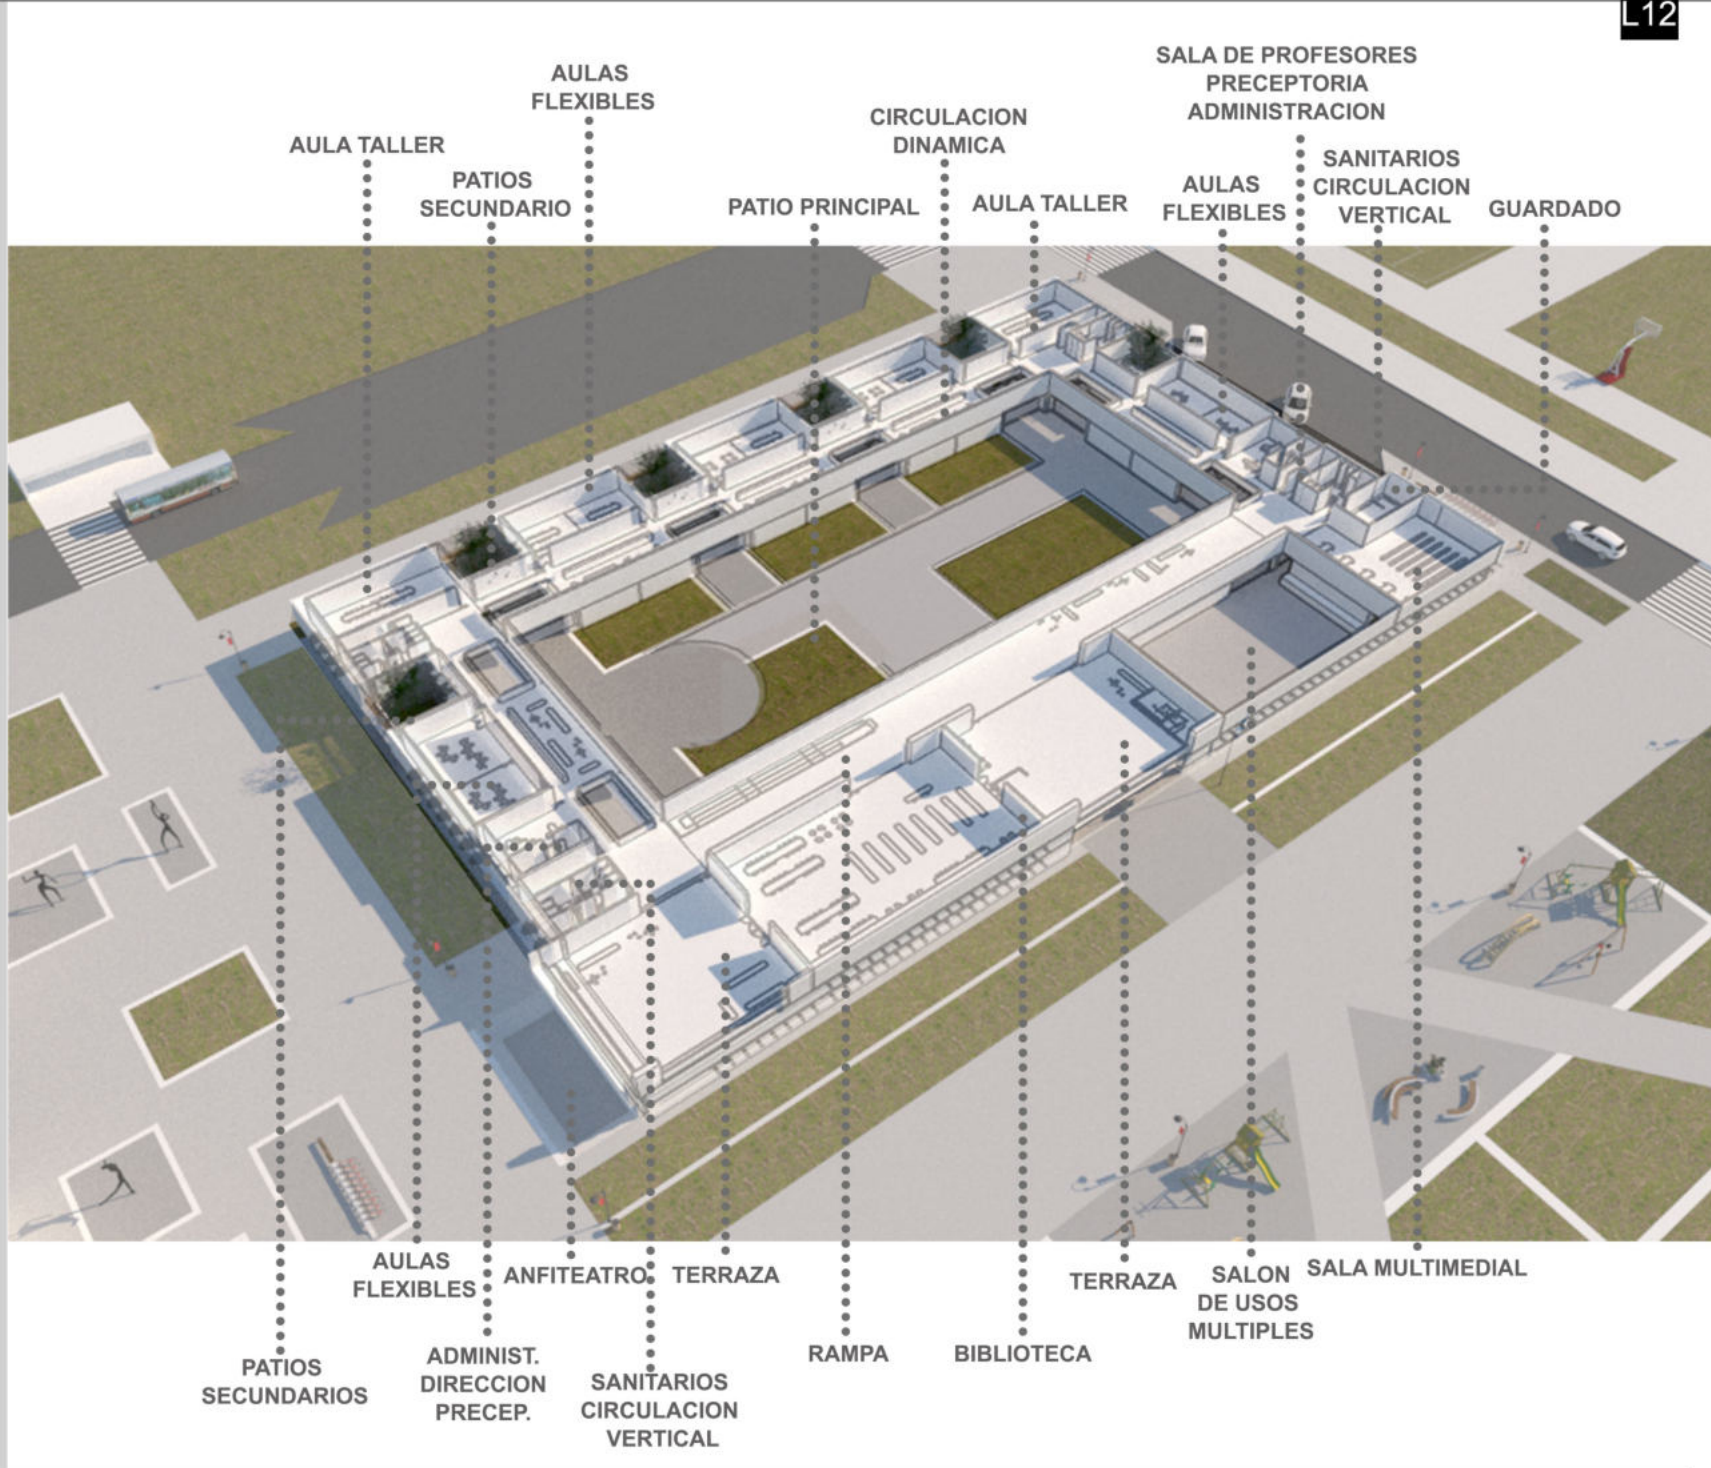 L12
SALA DE PROFESORES
PRECEPTORIA
ADMINISTRACION
AULAS
FLEXIBLES
CIRCULACION
DINAMICA
AULA TALLER
SANITARIOS
CIRCULACION
VERTICAL
PATIOS
SECUNDARIO
AULAS
FLEXIBLES
PATIO PRINCIPAL
AULA TALLER
GUARDADO
AULAS
FLEXIBLES
ANFITEATRO
TERRAZA
TERRAZA
SALON
DE USOS
MULTIPLES
SALA MULTIMEDIAL
PATIOS
SECUNDARIOS
ADMINIST.
DIRECCION
PRECEP.
SANITARIOS
CIRCULACION
VERTICAL
RAMPA
BIBLIOTECA